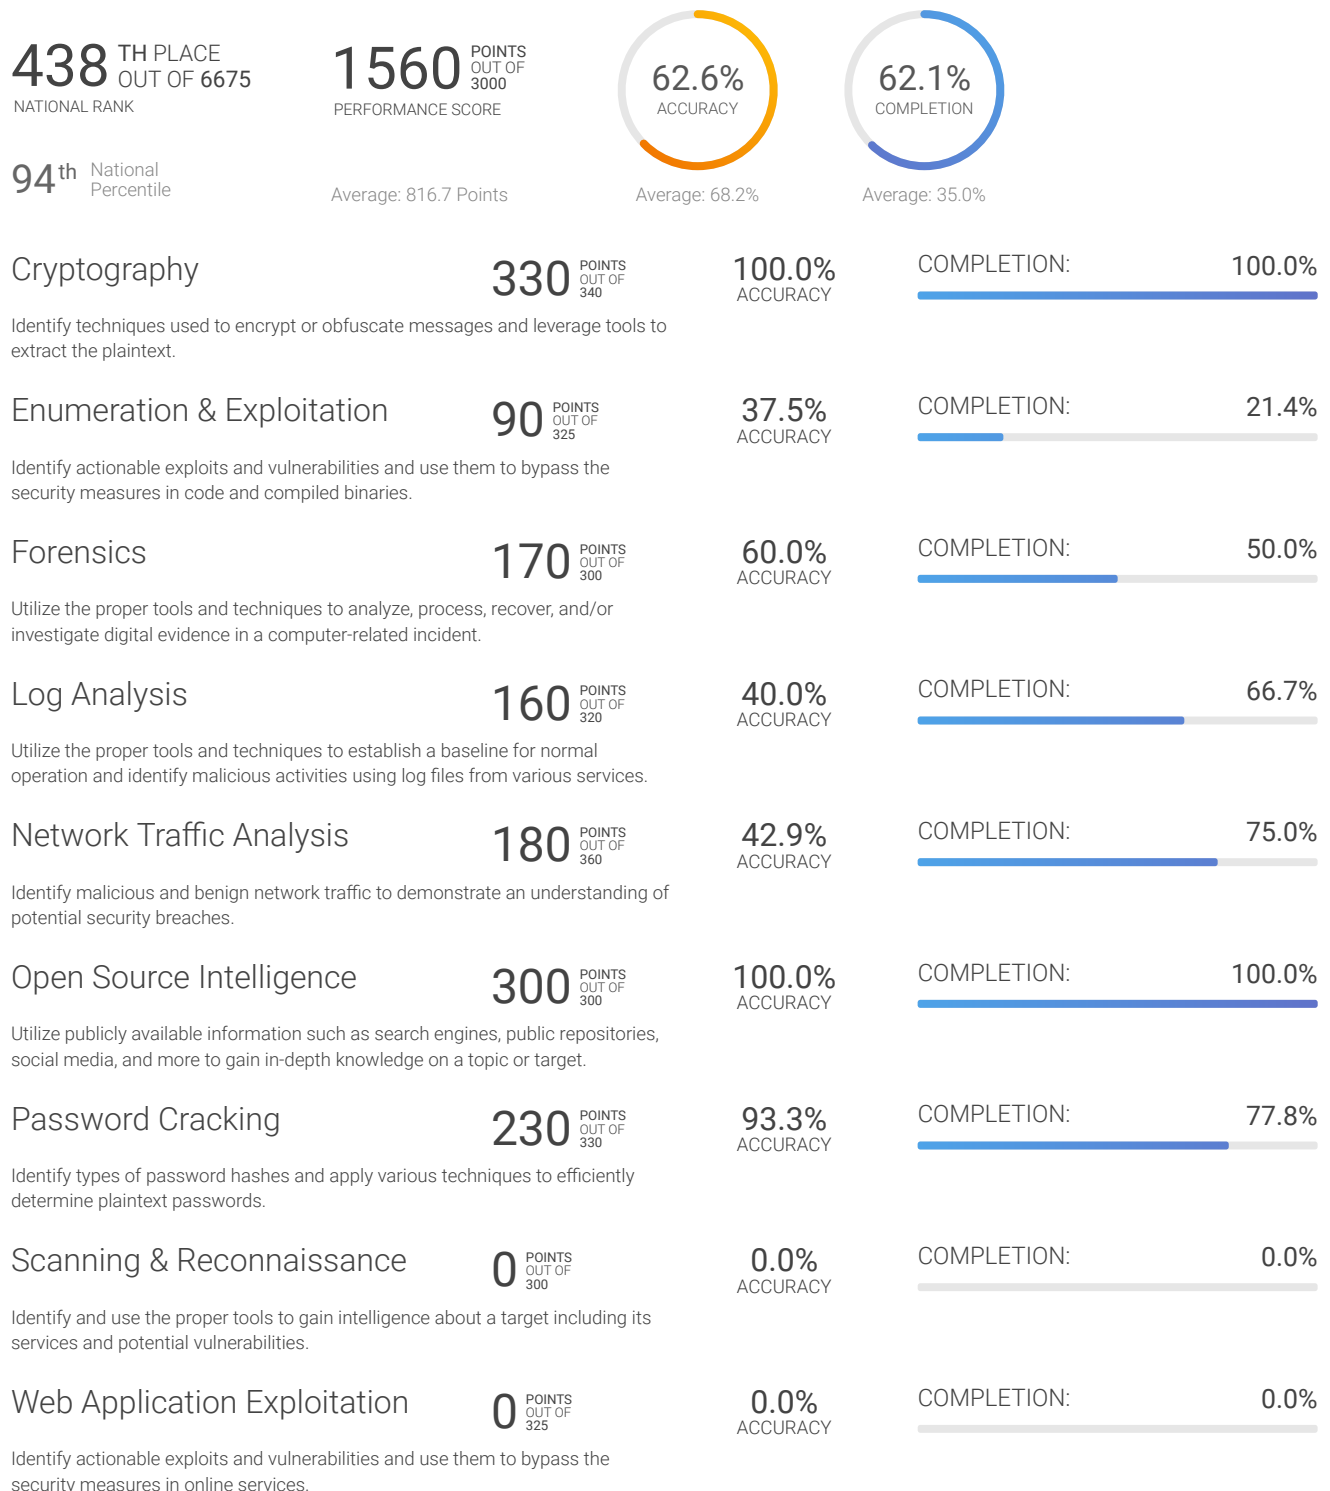 438 TH PLACE
OUT OF 6675
NATIONAL RANK
1560 POINTS
OUT OF
3000
PERFORMANCE SCORE
62.6%
ACCURACY
62.1%
COMPLETION
94th National
Percentile
Average: 816.7 Points
Average: 68.2%
Average: 35.0%
Cryptography
330 POINTS
OUT OF
340
100.0%
ACCURACY
COMPLETION: 100.0%
Identify techniques used to encrypt or obfuscate messages and leverage tools to
extract the plaintext.
Enumeration & Exploitation
90 POINTS
OUT OF
325
37.5%
ACCURACY
COMPLETION: 21.4%
Identify actionable exploits and vulnerabilities and use them to bypass the
security measures in code and compiled binaries.
Forensics
170 POINTS
OUT OF
300
60.0%
ACCURACY
COMPLETION: 50.0%
Utilize the proper tools and techniques to analyze, process, recover, and/or
investigate digital evidence in a computer-related incident.
Log Analysis
160 POINTS
OUT OF
320
40.0%
ACCURACY
COMPLETION: 66.7%
Utilize the proper tools and techniques to establish a baseline for normal
operation and identify malicious activities using log files from various services.
Network Traffic Analysis
180 POINTS
OUT OF
360
42.9%
ACCURACY
COMPLETION: 75.0%
Identify malicious and benign network traffic to demonstrate an understanding of
potential security breaches.
Open Source Intelligence
300 POINTS
OUT OF
300
100.0%
ACCURACY
COMPLETION: 100.0%
Utilize publicly available information such as search engines, public repositories,
social media, and more to gain in-depth knowledge on a topic or target.
Password Cracking
230 POINTS
OUT OF
330
93.3%
ACCURACY
COMPLETION: 77.8%
Identify types of password hashes and apply various techniques to efficiently
determine plaintext passwords.
Scanning & Reconnaissance
0 POINTS
OUT OF
300
0.0%
ACCURACY
COMPLETION: 0.0%
Identify and use the proper tools to gain intelligence about a target including its
services and potential vulnerabilities.
Web Application Exploitation
0 POINTS
OUT OF
325
0.0%
ACCURACY
COMPLETION: 0.0%
Identify actionable exploits and vulnerabilities and use them to bypass the
security measures in online services.